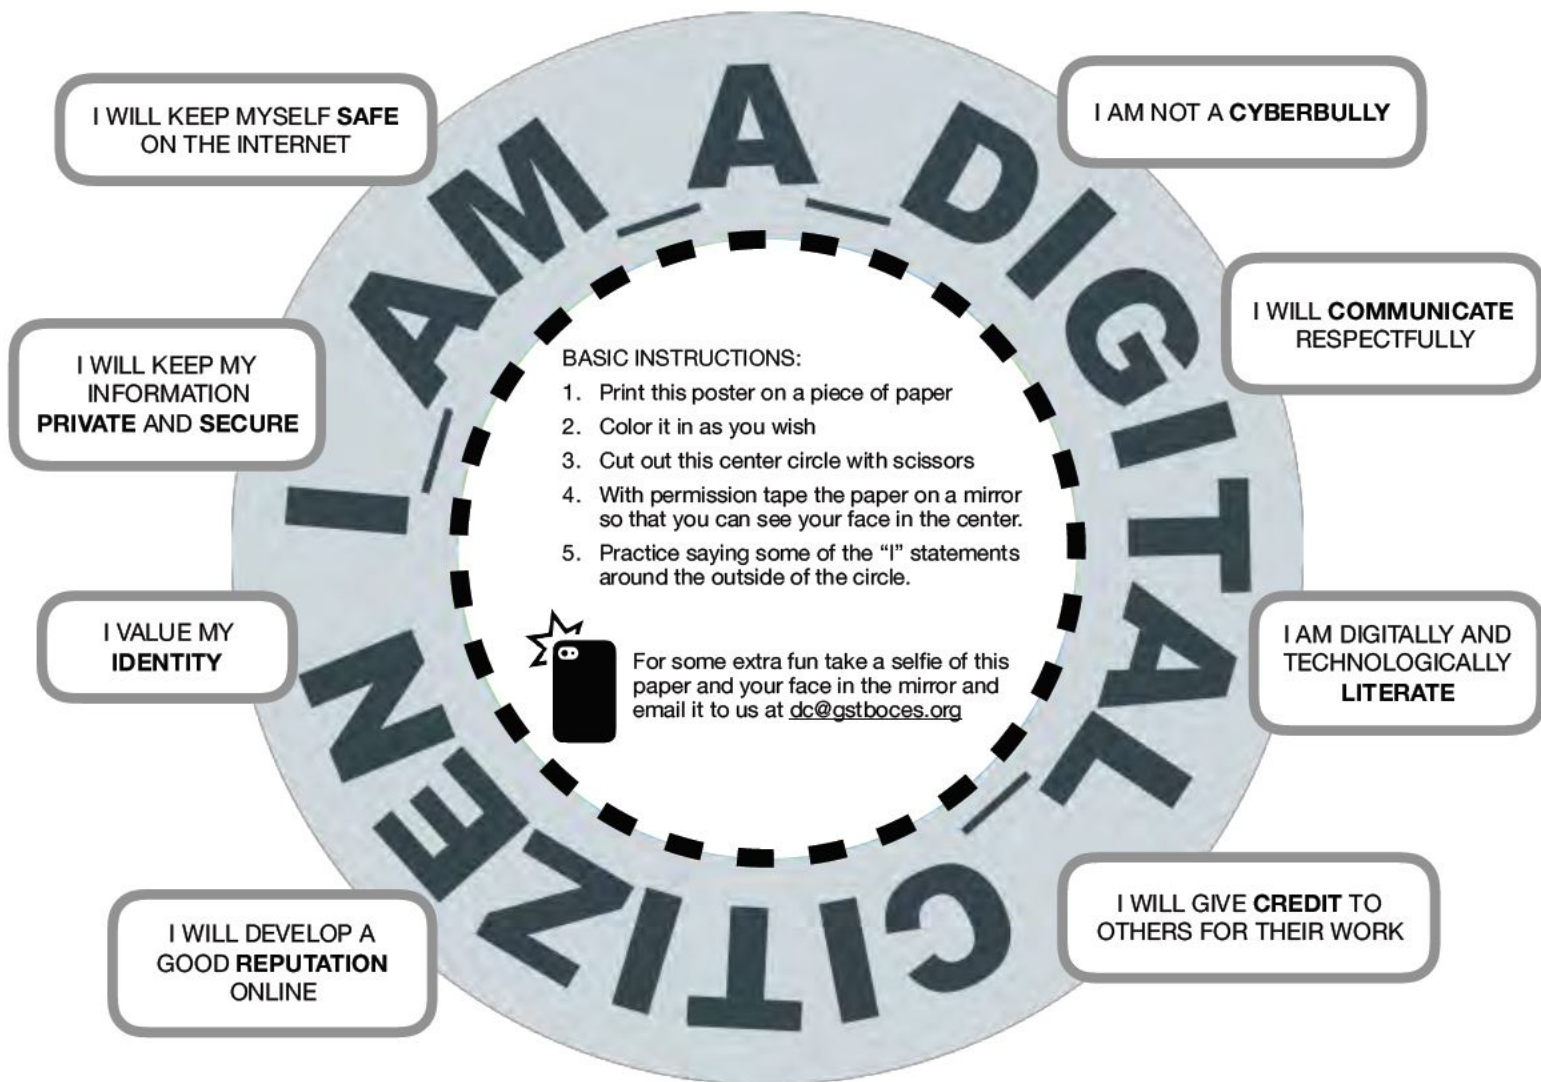 I_AM_A_DIGITAL_CITIZEN
I WILL KEEP MYSELF SAFE
ON THE INTERNET
I WILL KEEP MY
INFORMATION
PRIVATE AND SECURE
I VALUE MY
IDENTITY
I WILL DEVELOP A
GOOD REPUTATION
ONLINE
BASIC INSTRUCTIONS:
1. Print this poster on a piece of paper
2. Color it in as you wish
3. Cut out this center circle with scissors
4. With permission tape the paper on a mirror
so that you can see your face in the center.
5. Practice saying some of the “I” statements
around the outside of the circle.
For some extra fun take a selfie of this
paper and your face in the mirror and
email it to us at dc@gstboces.org
I AM NOT A CYBERBULLY
I WILL COMMUNICATE
RESPECTFULLY
I AM DIGITALLY AND
TECHNOLOGICALLY
LITERATE
I WILL GIVE CREDIT TO
OTHERS FOR THEIR WORK